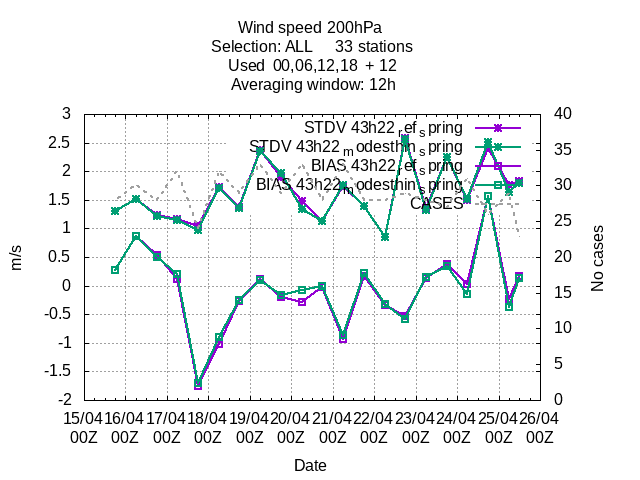 Wind speed 200hPa
Selection: ALL 33 stations
Used 00,06,12,18 + 12
Averaging window: 12h
STDV 43h22_ref_spring
STDV 43h22_modesthin_spring
BIAS 43h22_ref_spring
BIAS 43h22_modesthin_spring
CASES
3
2.5
2
1.5
1
0.5
0
-0.5
-1
-1.5
-2
m/s
40
35
30
25
20
15
10
5
0
No cases
15/04 16/04 17/04 18/04 19/04 20/04 21/04 22/04 23/04 24/04 25/04 26/04
00Z 00Z 00Z 00Z 00Z 00Z 00Z 00Z 00Z 00Z 00Z 00Z
Date